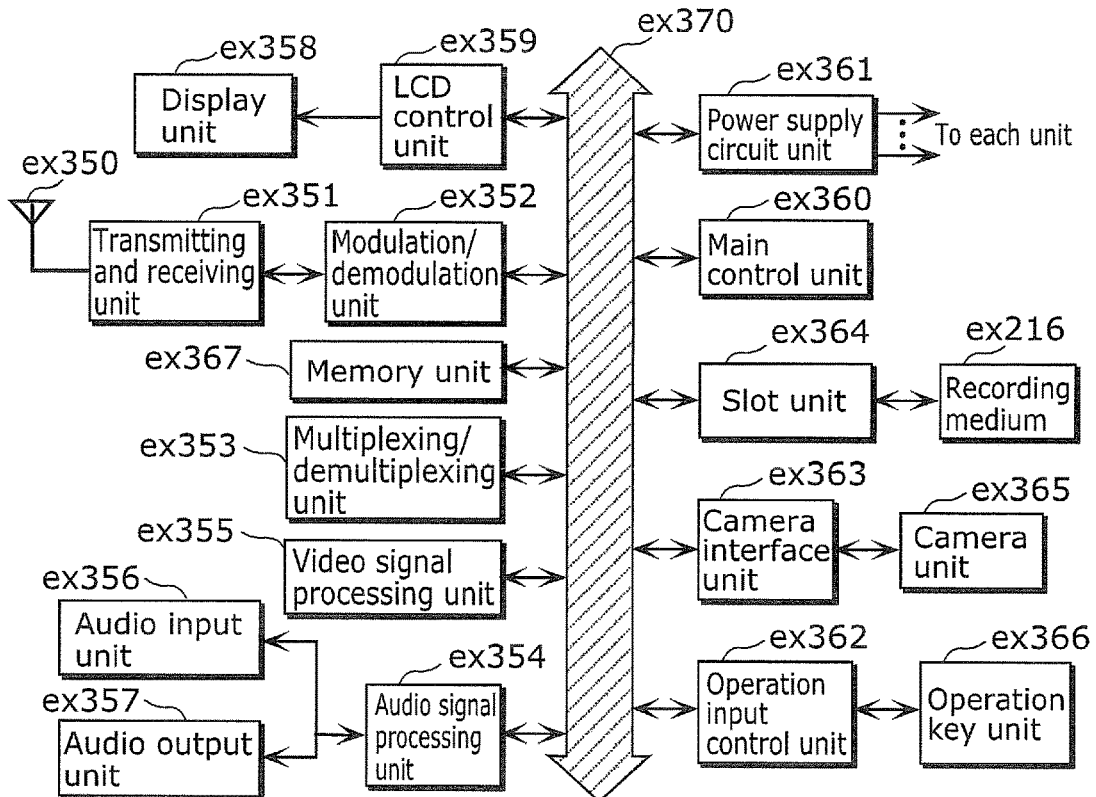 ex370
ex358
ex359
ex361
Display
unit
LCD
control
unit
Power supply
circuit unit
To each unit
ex350
ex351
ex352
ex360
Transmitting
and receiving
unit
Modulation/
demodulation
unit
Main
control unit
ex367
Memory unit
ex364
ex216
Slot unit
Recording
medium
ex353
Multiplexing/
demultiplexing
unit
ex363
ex365
Camera
interface
unit
Camera
unit
ex355
Video signal
processing unit
ex356
Audio input
unit
ex354
ex362
ex366
Audio signal
processing
unit
Operation
input
control unit
Operation
key unit
ex357
Audio output
unit